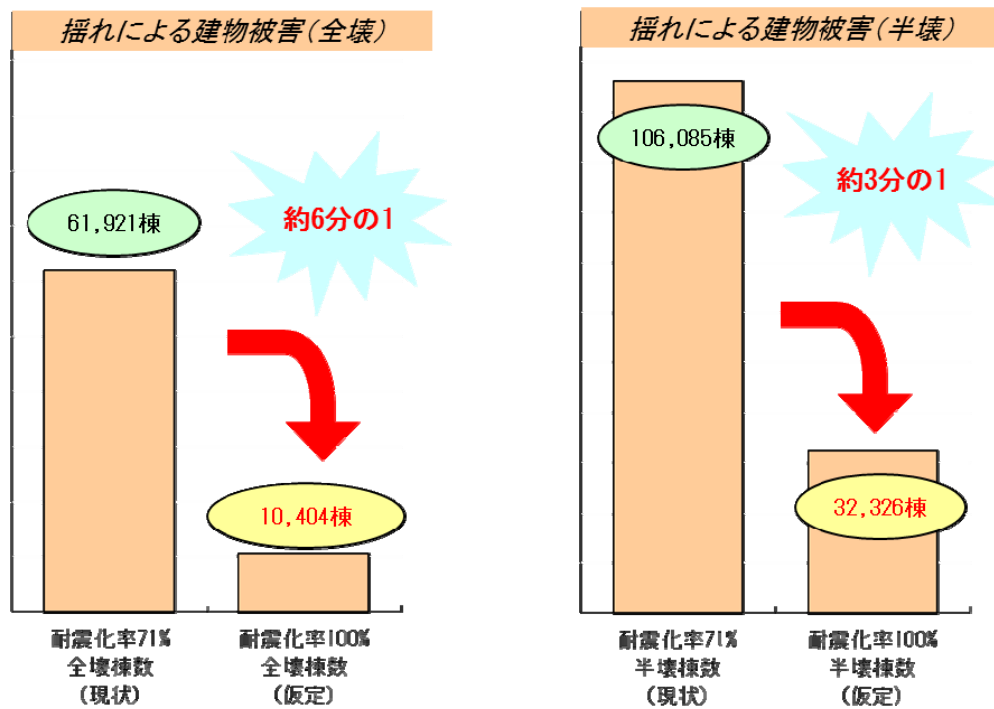 揺れによる建物被害(全壊)
61,921棟
約6分の1
10,404棟
耐震化率71%
全壊棟数
(現状)
耐震化率100%
全壊棟数
(仮定)
揺れによる建物被害(半壊)
106,085棟
約3分の1
32,326棟
耐震化率71%
半壊棟数
(現状)
耐震化率100%
半壊棟数
(仮定)